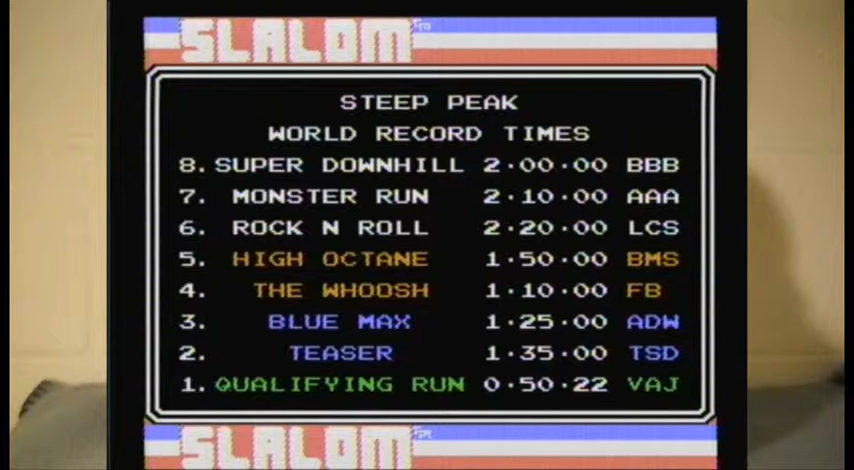 SLALOM
STEEP PEAK
WORLD RECORD TIMES
8. SUPER DOWNHILL 2·00·00 BBB
7. MONSTER RUN 2·10·00 AAA
6. ROCK N ROLL 2·20·00 LCS
5. HIGH OCTANE 1·50·00 BMS
4. THE WHOOSH 1·10·00 FB
3. BLUE MAX 1·25·00 ADW
2. TEASER 1·35·00 TSD
1. QUALIFYING RUN 0·50·22 VAJ
SLALOM